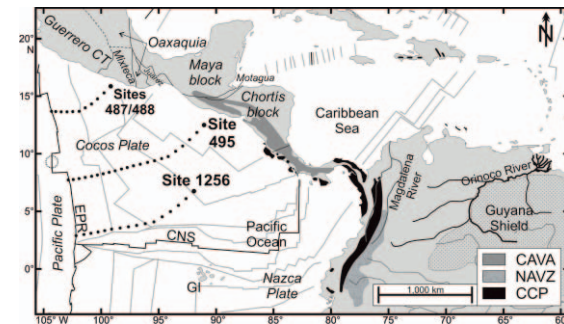 20°
N
15°
10°
5°
0°
105° W
100°
95°
90°
85°
80°
75°
70°
65°
60°
Guerrero CT
Mixteca
Oaxaquia
Maya
block
Motagua
Chortis
block
Sites
487/488
Site
495
Site 1256
Cocos Plate
Pacific Plate
EPR
CNS
GI
Pacific
Ocean
Nazca
Plate
Caribbean
Sea
Magdalena
River
Orinoco River
Guyana
Shield
N
CAVA
NAVZ
CCP
1.000 km